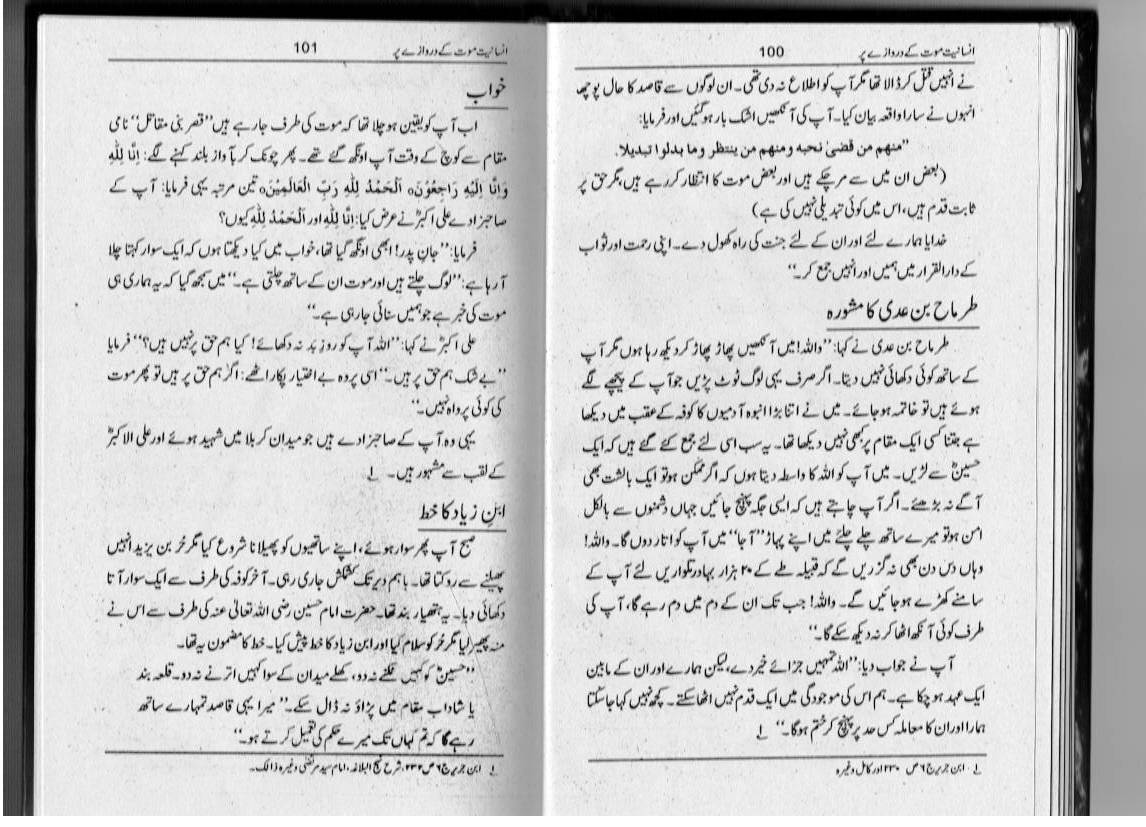 انسانیت موت کے دروازے پر 100
نے انہیں قتل کر ڈالا تھا مگر آپ کو اطلاع نہ دی تھی۔ ان لوگوں سے قاصد کا حال پوچھا
انہوں نے سارا واقعہ بیان کیا۔ آپ کی آنکھیں اشک بار ہوگئیں اور فرمایا:
"منهم من قضیٰ نحبه ومنهم من ینتظر وما بدلوا تبدیلا.
(بعض ان میں سے مر چکے ہیں اور بعض موت کا انتظار کر رہے ہیں، مگر حق پر
ثابت قدم ہیں، اس میں کوئی تبدیلی نہیں کی ہے)
خدایا ہمارے لئے اور ان کے لئے جنت کی راہ کھول دے۔ اپنی رحمت اور ثواب
کے دارالقرار میں ہمیں اور انہیں جمع کر۔"
طرماح بن عدی کا مشورہ
طرماح بن عدی نے کہا: "واللہ! میں آنکھیں پھاڑ پھاڑ کر دیکھ رہا ہوں مگر آپ
کے ساتھ کوئی دکھائی نہیں دیتا۔ اگر صرف یہی لوگ ٹوٹ پڑیں جو آپ کے پیچھے لگے
ہوئے ہیں تو خاتمہ ہو جائے۔ میں نے اتنا بڑا انبوہ آدمیوں کا کوفہ کے عقب میں دیکھا
ہے جتنا کسی ایک مقام پر کبھی نہیں دیکھا تھا۔ یہ سب اسی لئے جمع کئے گئے ہیں کہ ایک
حسینؓ سے لڑیں۔ میں آپ کو اللہ کا واسطہ دیتا ہوں کہ اگر ممکن ہو تو ایک بالشت بھی
آگے نہ بڑھئے۔ اگر آپ چاہتے ہیں کہ ایسی جگہ پہنچ جائیں جہاں دشمنوں سے بالکل
امن ہو تو میرے ساتھ چلے چلئے میں اپنے پہاڑ "آجا" میں آپ کو اتار دوں گا۔ واللہ!
وہاں دس دن بھی نہ گزریں گے کہ قبیلہ طے کے ۲۰ ہزار بہادر تلواریں لئے آپ کے
سامنے کھڑے ہو جائیں گے۔ واللہ! جب تک ان کے دم میں دم رہے گا، آپ کی
طرف کوئی آنکھ اٹھا کر نہ دیکھ سکے گا۔"
آپ نے جواب دیا: "اللہ تمہیں جزائے خیر دے، لیکن ہمارے اور ان کے مابین
ایک عہد ہو چکا ہے۔ ہم اس کی موجودگی میں ایک قدم نہیں اٹھا سکتے۔ کچھ نہیں کہا جا سکتا
ہمارا اور ان کا معاملہ کس حد پر پہنچ کر ختم ہوگا۔" ۱
۱۔ ابن جریر ج ۶ ص ۲۳۰ اور کامل وغیرہ
انسانیت موت کے دروازے پر 101
خواب
اب آپ کو یقین ہو چلا تھا کہ موت کی طرف جا رہے ہیں "قصر بنی مقاتل" نامی
مقام سے کوچ کے وقت آپ اونگھ گئے تھے۔ پھر چونک کر بآواز بلند کہنے لگے: اِنَّا لِلّٰهِ
وَاِنَّا اِلَیْهِ رَاجِعُوْنَ، اَلْحَمْدُ لِلّٰهِ رَبِّ الْعَالَمِیْنَ، تین مرتبہ یہی فرمایا: آپ کے
صاحبزادے علی اکبرؓ نے عرض کیا: اِنَّا لِلّٰہِ اور اَلْحَمْدُ لِلّٰہِ کیوں؟
فرمایا: "جانِ پدر! ابھی اونگھ گیا تھا، خواب میں کیا دیکھتا ہوں کہ ایک سوار کہتا چلا
آ رہا ہے: "لوگ چلتے ہیں اور موت ان کے ساتھ چلتی ہے۔" میں سمجھ گیا کہ یہ ہماری ہی
موت کی خبر ہے جو ہمیں سنائی جا رہی ہے۔"
علی اکبرؓ نے کہا: "اللہ آپ کو روزِ بد نہ دکھائے! کیا ہم حق پر نہیں ہیں؟" فرمایا
"بے شک ہم حق پر ہیں۔" اس پر وہ بے اختیار پکار اٹھے: اگر ہم حق پر ہیں تو پھر موت
کی کوئی پرواہ نہیں۔"
یہی وہ آپ کے صاحبزادے ہیں جو میدان کربلا میں شہید ہوئے اور علی الاکبرؓ
کے لقب سے مشہور ہیں۔ ۱
ابنِ زیاد کا خط
صبح آپ پھر سوار ہوئے، اپنے ساتھیوں کو پھیلانا شروع کیا مگر حُر بن یزید انہیں
پھیلنے سے روکتا تھا۔ باہم دیر تک کشمکش جاری رہی۔ آخر کوفہ کی طرف سے ایک سوار آتا
دکھائی دیا۔ یہ ہتھیار بند تھا۔ حضرت امام حسین رضی اللہ تعالیٰ عنہ کی طرف سے اس نے
منہ پھیر لیا مگر حُر کو سلام کیا اور ابن زیاد کا خط پیش کیا۔ خط کا مضمون یہ تھا۔
"حسینؓ کو کہیں ٹکنے نہ دو، کھلے میدان کے سوا کہیں اترنے نہ دو۔ قلعہ بند
یا شاداب مقام میں پڑاؤ نہ ڈال سکے۔" میرا یہی قاصد تمہارے ساتھ
رہے گا کہ تم کہاں تک میرے حکم کی تعمیل کرتے ہو۔"
۱۔ ابن جریر ج ۶ ص ۲۳۲، شرح نہج البلاغہ، امام سید مرتضیٰ وغیرہ ذالک۔